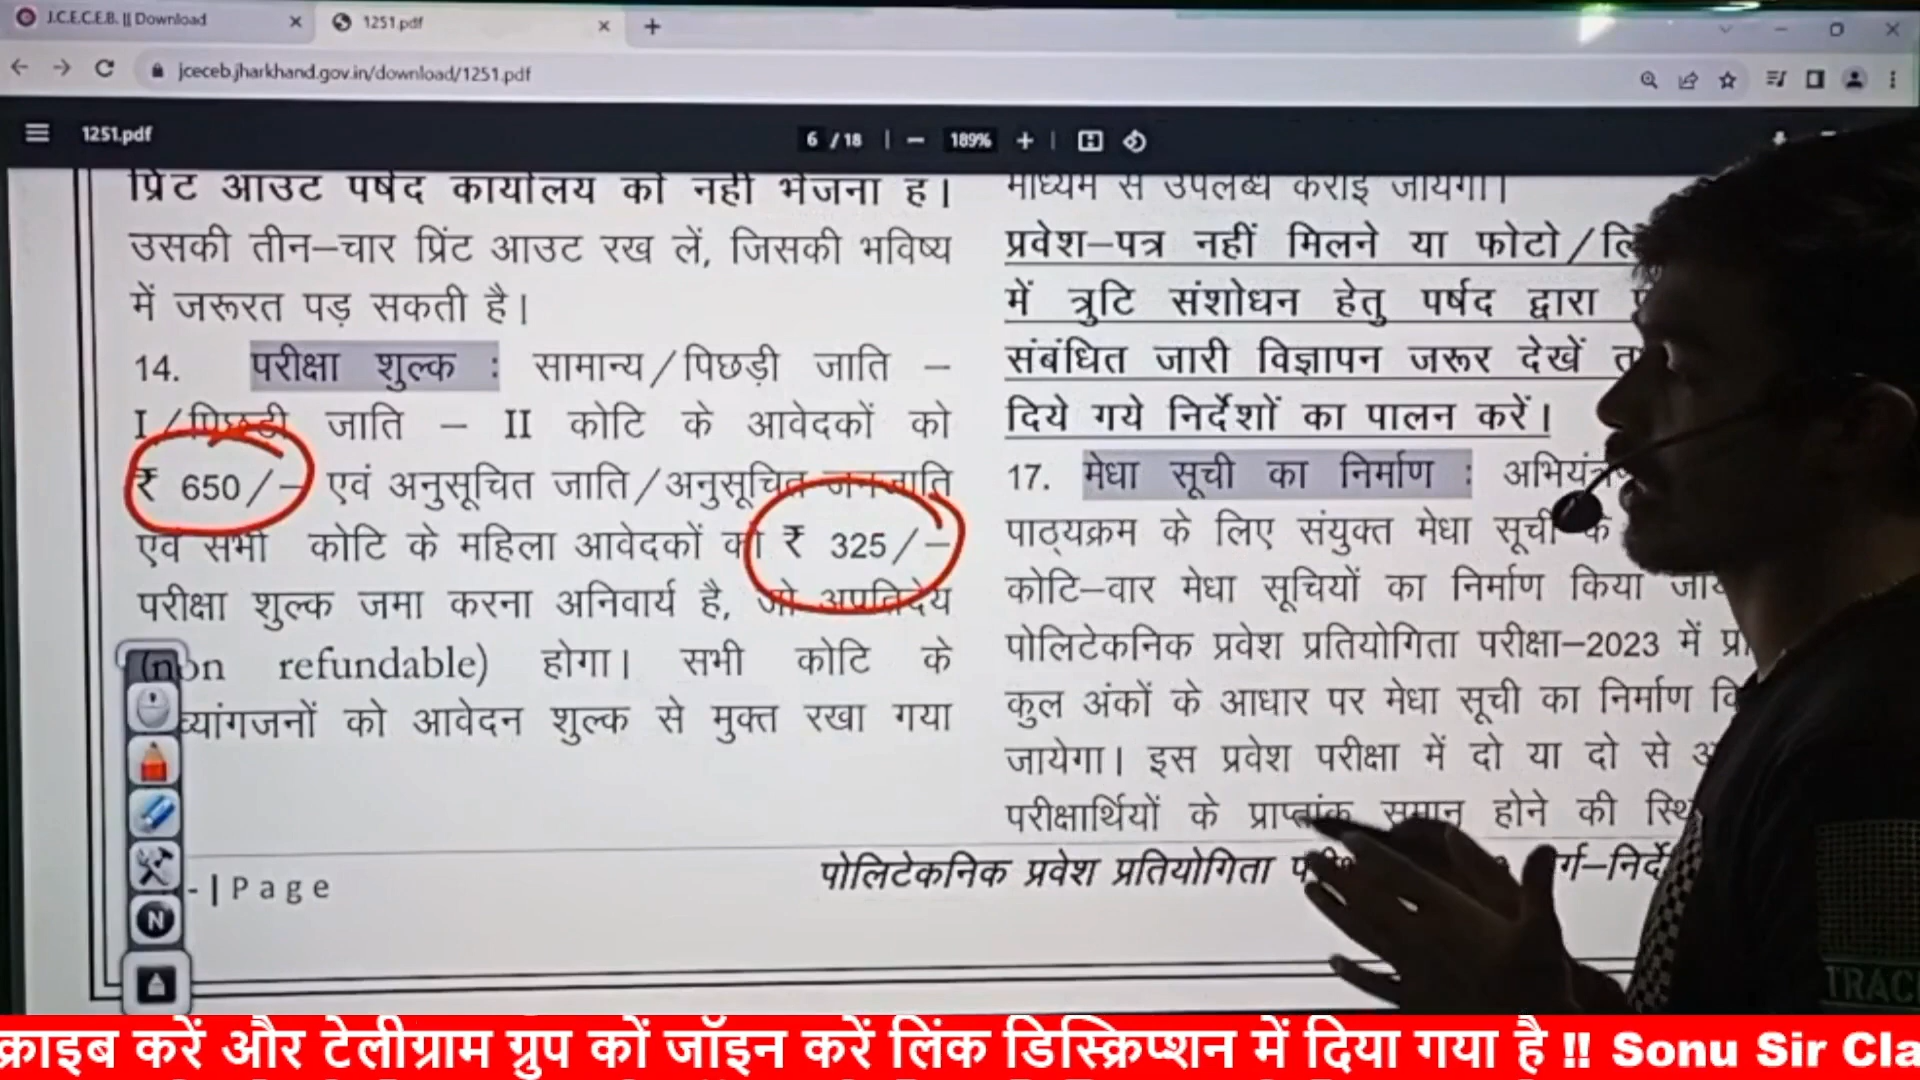 J.C.E.C.E.B. || Download
1251.pdf
jceceb.jharkhand.gov.in/download/1251.pdf
1251.pdf
6 / 18
189%
प्रिंट आउट पर्षद कार्यालय को नहीं भेजना है।
उसकी तीन–चार प्रिंट आउट रख लें, जिसकी भविष्य
में जरूरत पड़ सकती है।
14. परीक्षा शुल्क : सामान्य/पिछड़ी जाति –
I/पिछड़ी जाति – II कोटि के आवेदकों को
₹ 650/– एवं अनुसूचित जाति/अनुसूचित जनजाति
एवं सभी कोटि के महिला आवेदकों को ₹ 325/–
परीक्षा शुल्क जमा करना अनिवार्य है, जो अप्रतिदेय
(non refundable) होगा। सभी कोटि के
को आवेदन शुल्क से मुक्त रखा गया
- | Page
माध्यम से उपलब्ध कराई जायेगी।
प्रवेश–पत्र नहीं मिलने या फोटो/
में त्रुटि संशोधन हेतु पर्षद द्वारा
संबंधित जारी विज्ञापन जरूर देखें
दिये गये निर्देशों का पालन करें।
17. मेधा सूची का निर्माण :
पाठ्यक्रम के लिए संयुक्त मेधा सूची के
कोटि–वार मेधा सूचियों का निर्माण किया
पोलिटेकनिक प्रवेश प्रतियोगिता परीक्षा–2023 में
कुल अंकों के आधार पर मेधा सूची का निर्माण
जायेगा। इस प्रवेश परीक्षा में दो या दो से
परीक्षार्थियों के प्राप्तांक समान होने की
पोलिटेकनिक प्रवेश प्रतियोगिता
TRAC
क्राइब करें और टेलीग्राम ग्रुप कों जॉइन करें लिंक डिस्क्रिप्शन में दिया गया है !! Sonu Sir Cla